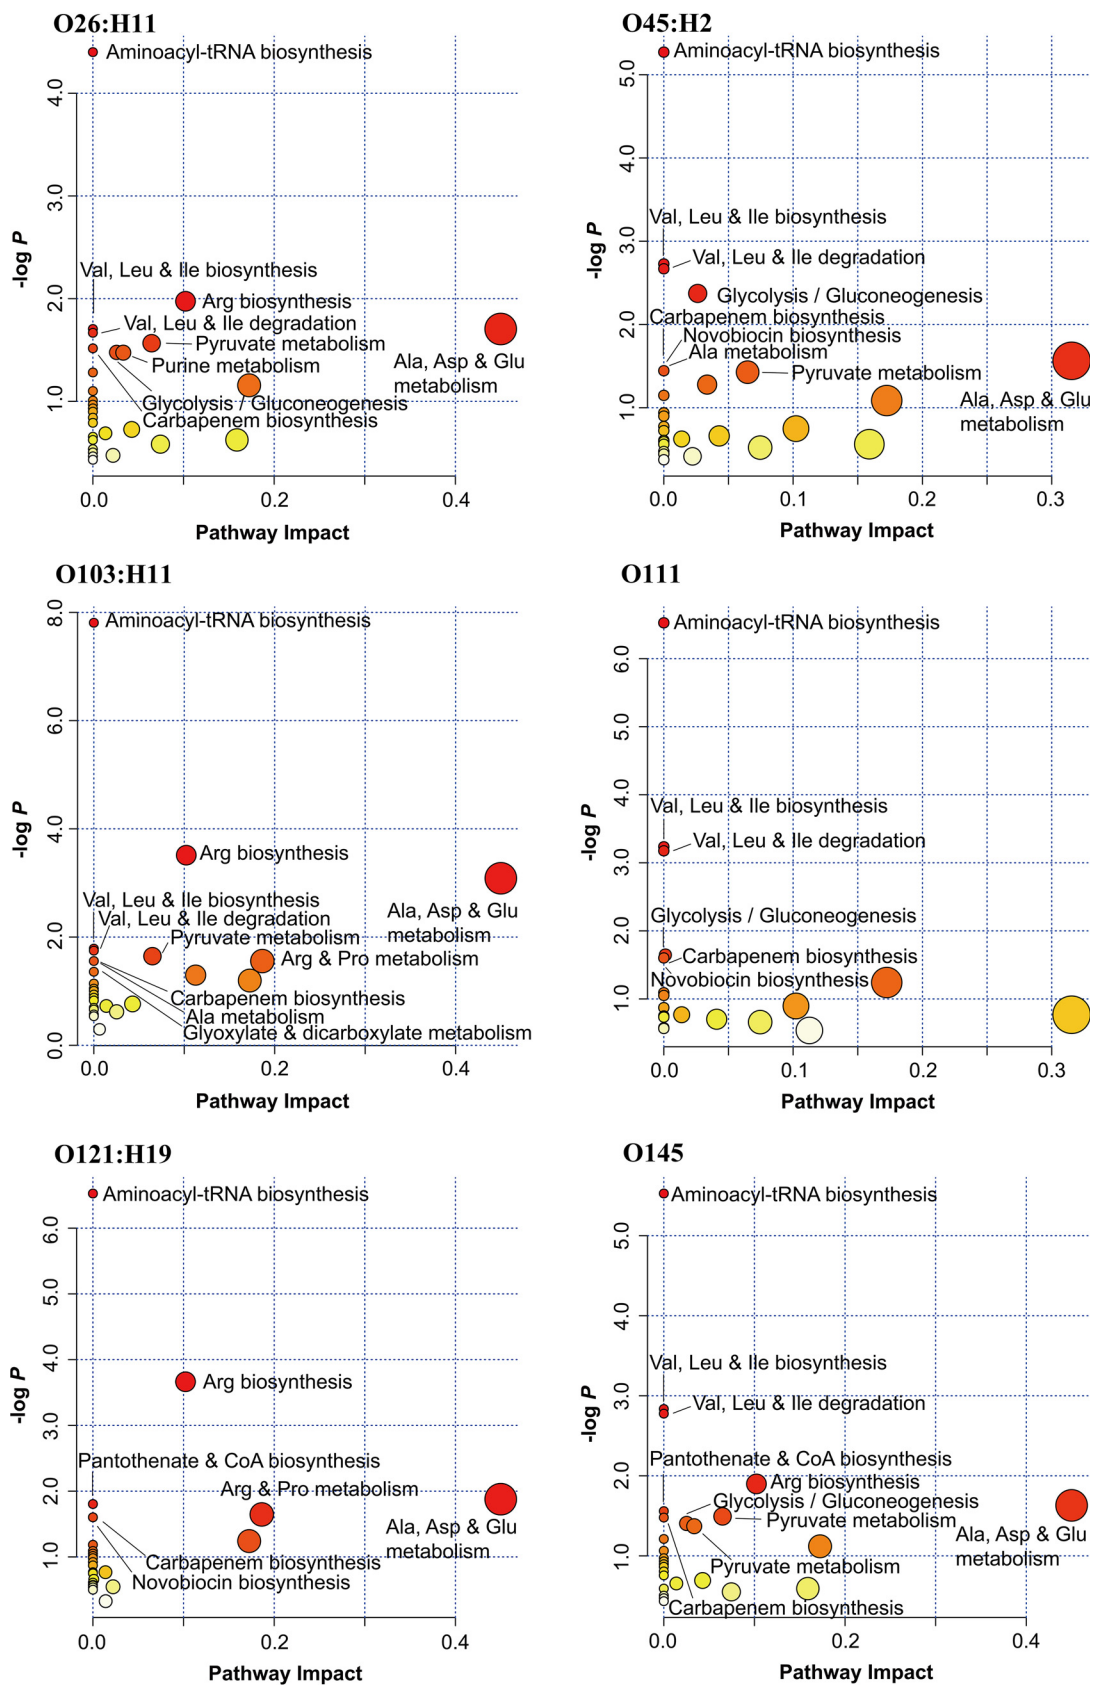 O26:H11
Aminoacyl-tRNA biosynthesis
4.0
3.0
-log P
Val, Leu & Ile biosynthesis
2.0
Arg biosynthesis
Val, Leu & Ile degradation
Pyruvate metabolism
Purine metabolism
Ala, Asp & Glu
metabolism
1.0
Glycolysis / Gluconeogenesis
Carbapenem biosynthesis
0.0
0.2
0.4
Pathway Impact
O45:H2
Aminoacyl-tRNA biosynthesis
5.0
4.0
Val, Leu & Ile biosynthesis
3.0
-log P
Val, Leu & Ile degradation
Glycolysis / Gluconeogenesis
Carbapenem biosynthesis
2.0
Novobiocin biosynthesis
Ala metabolism
Pyruvate metabolism
Ala, Asp & Glu
metabolism
1.0
0.0
0.1
0.2
0.3
Pathway Impact
O103:H11
8.0
Aminoacyl-tRNA biosynthesis
6.0
4.0
-log P
Arg biosynthesis
Val, Leu & Ile biosynthesis
Ala, Asp & Glu
metabolism
Val, Leu & Ile degradation
2.0
Pyruvate metabolism
Arg & Pro metabolism
Carbapenem biosynthesis
Ala metabolism
Glyoxylate & dicarboxylate metabolism
0.0
0.0
0.2
0.4
Pathway Impact
O111
Aminoacyl-tRNA biosynthesis
6.0
5.0
4.0
Val, Leu & Ile biosynthesis
-log P
Val, Leu & Ile degradation
3.0
Glycolysis / Gluconeogenesis
2.0
Carbapenem biosynthesis
Novobiocin biosynthesis
1.0
0.0
0.1
0.2
0.3
Pathway Impact
O121:H19
Aminoacyl-tRNA biosynthesis
6.0
5.0
4.0
Arg biosynthesis
-log P
3.0
Pantothenate & CoA biosynthesis
Arg & Pro metabolism
2.0
Ala, Asp & Glu
metabolism
1.0
Carbapenem biosynthesis
Novobiocin biosynthesis
0.0
0.2
0.4
Pathway Impact
O145
Aminoacyl-tRNA biosynthesis
5.0
4.0
Val, Leu & Ile biosynthesis
3.0
Val, Leu & Ile degradation
-log P
Pantothenate & CoA biosynthesis
2.0
Arg biosynthesis
Glycolysis / Gluconeogenesis
Pyruvate metabolism
Ala, Asp & Glu
metabolism
1.0
Pyruvate metabolism
Carbapenem biosynthesis
0.0
0.2
0.4
Pathway Impact